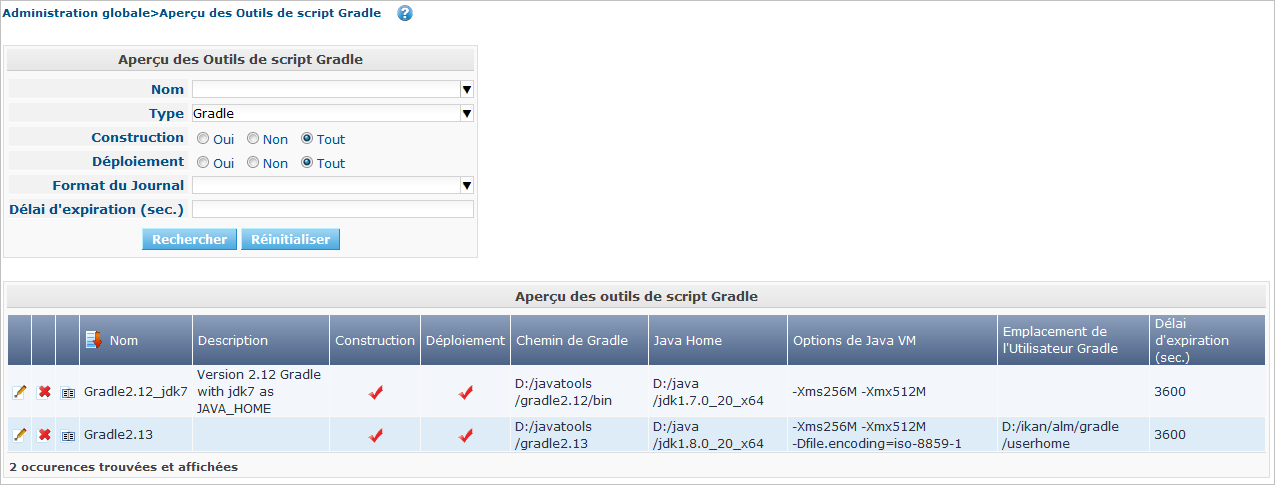 Administration globale>Aperçu des Outils de script Gradle ?
Aperçu des Outils de script Gradle
Nom
Type Gradle
Construction Oui Non Tout
Déploiement Oui Non Tout
Format du Journal
Délai d'expiration (sec.)
Rechercher Réinitialiser
Aperçu des outils de script Gradle
Nom Description Construction Déploiement Chemin de Gradle Java Home Options de Java VM Emplacement de
l'Utilisateur Gradle Délai
d'expiration
(sec.)
Gradle2.12_jdk7 Version 2.12 Gradle
with jdk7 as
JAVA_HOME D:/javatools
/gradle2.12/bin D:/java
/jdk1.7.0_20_x64 -Xms256M -Xmx512M 3600
Gradle2.13 D:/javatools
/gradle2.13 D:/java
/jdk1.8.0_20_x64 -Xms256M -Xmx512M
-Dfile.encoding=iso-8859-1 D:/ikan/alm/gradle
/userhome 3600
2 occurences trouvées et affichées